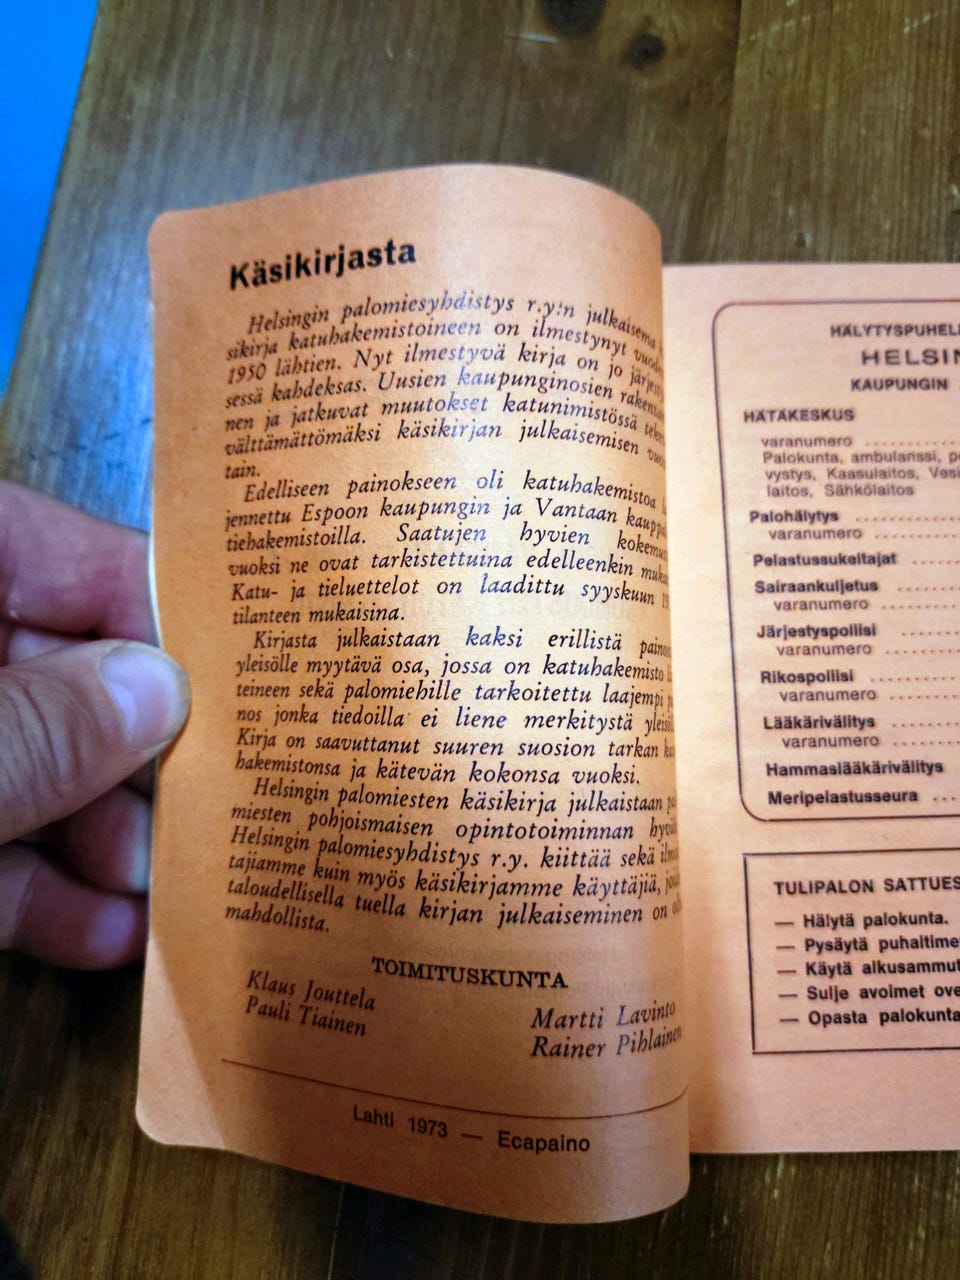 Käsikirjasta
Helsingin palomiesyhdistys r.y:n julkaisema
sikirja katuhakemistoineen on ilmestynyt
1950 lähtien. Nyt ilmestyvä kirja on jo
sessä kahdeksas. Uusien kaupunginosien
nen ja jatkuvat muutokset katunimistössä
välttämättömäksi käsikirjan julkaisemisen
tain.
Edelliseen painokseen oli katuhakemistoa
jennettu Espoon kaupungin ja Vantaan
tiehakemistoilla. Saatujen hyvien
vuoksi ne ovat tarkistettuina edelleenkin
Katu- ja tieluettelot on laadittu syyskuun
tilanteen mukaisina.
Kirjasta julkaistaan kaksi erillistä
yleisölle myytävä osa, jossa on katuhakemisto
teineen sekä palomiehille tarkoitettu laajempi
nos jonka tiedoilla ei liene merkitystä
Kirja on saavuttanut suuren suosion tarkan
hakemistonsa ja kätevän kokonsa vuoksi.
Helsingin palomiesten käsikirja julkaistaan
miesten pohjoismaisen opintotoiminnan
Helsingin palomiesyhdistys r.y. kiittää sekä
tajiamme kuin myös käsikirjamme käyttäjiä,
taloudellisella tuella kirjan julkaiseminen on
mahdollista.
TOIMITUSKUNTA
Klaus Jouttela
Pauli Tiainen
Martti Lavinto
Rainer Pihlainen
Lahti 1973 — Ecapaino
HÄLYTYSPUHEL
HELSIN
KAUPUNGIN
HÄTÄKESKUS
varanumero
Palokunta, ambulanssi,
vystys, Kaasulaitos,
laitos, Sähkölaitos
Palohälytys
varanumero
Pelastussukeltajat
Sairaankuljetus
varanumero
Järjestyspoliisi
varanumero
Rikospoliisi
varanumero
Lääkärivälitys
varanumero
Hammaslääkärivälitys
Meripelastusseura
TULIPALON SATTUES
— Hälytä palokunta.
— Pysäytä puhaltime
— Käytä alkusammut
— Sulje avoimet ove
— Opasta palokunta